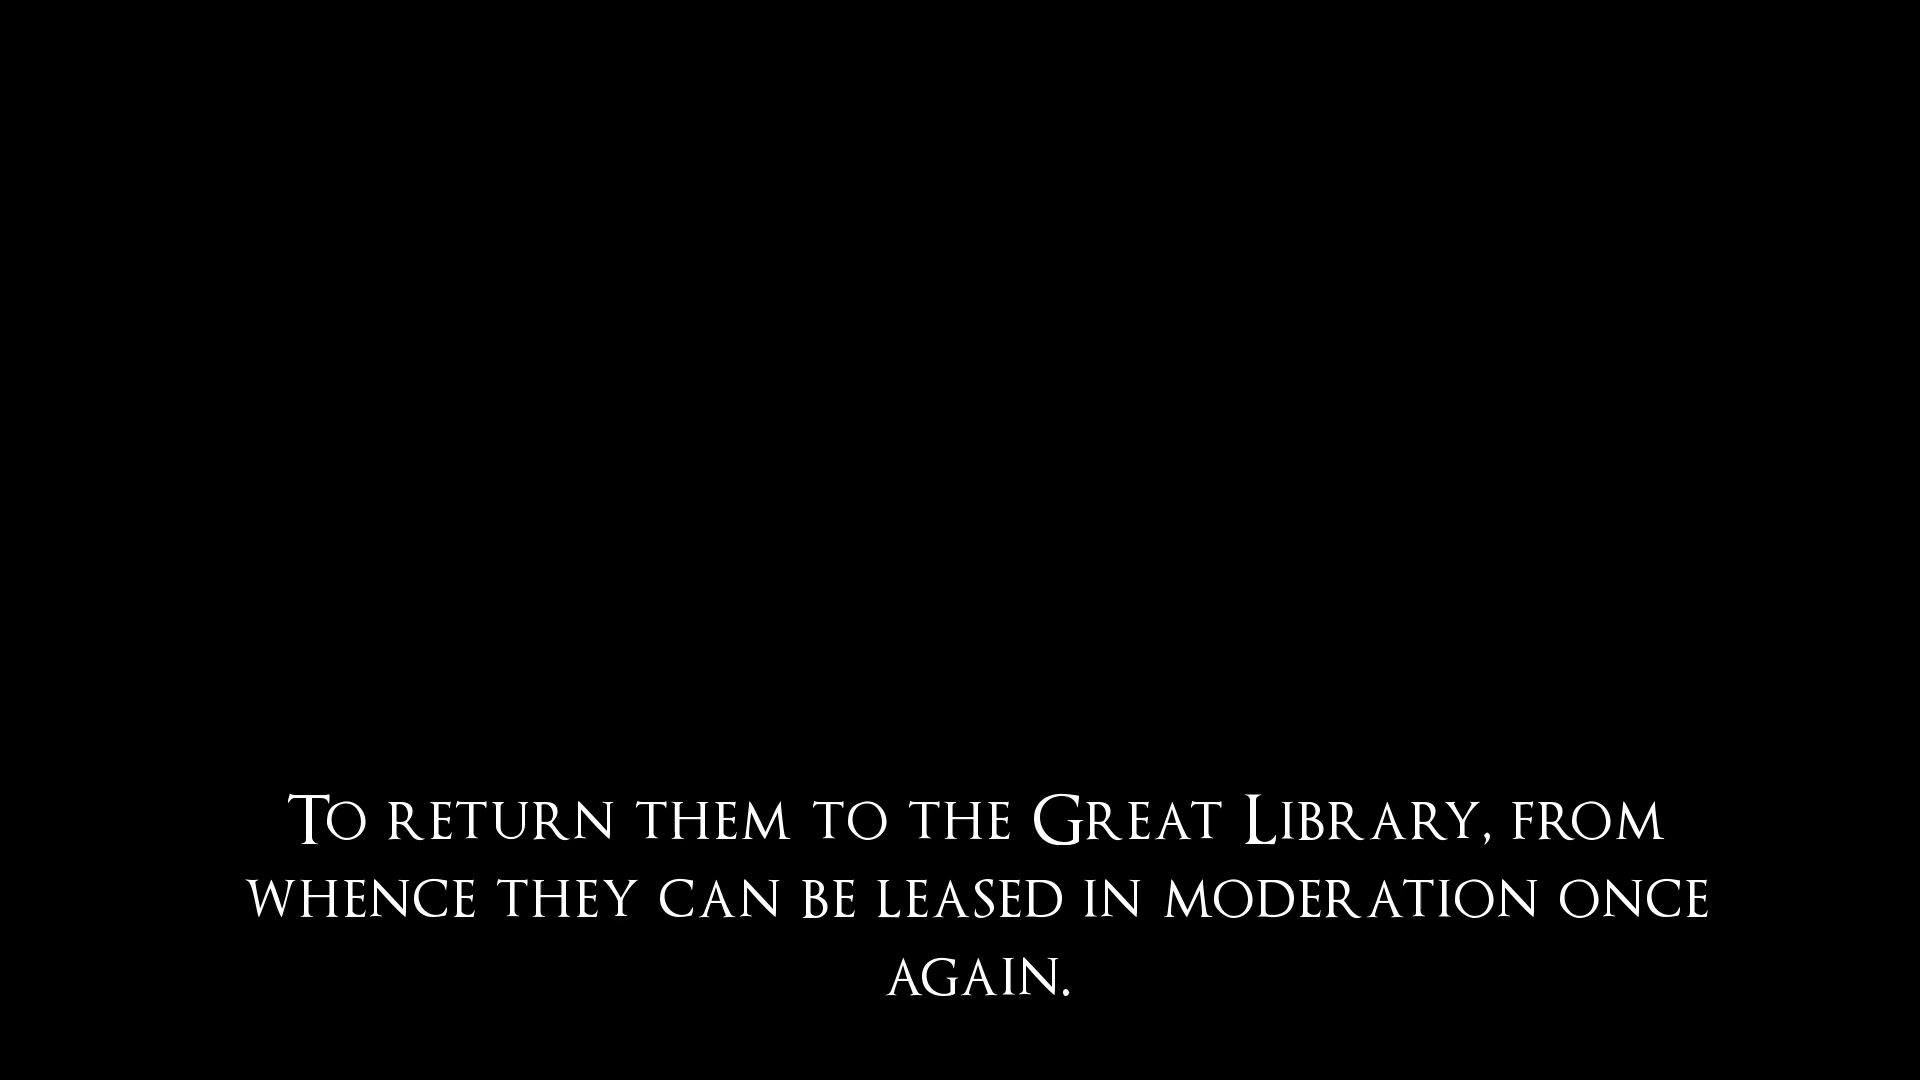 To return them to the Great Library, from
whence they can be leased in moderation once
again.